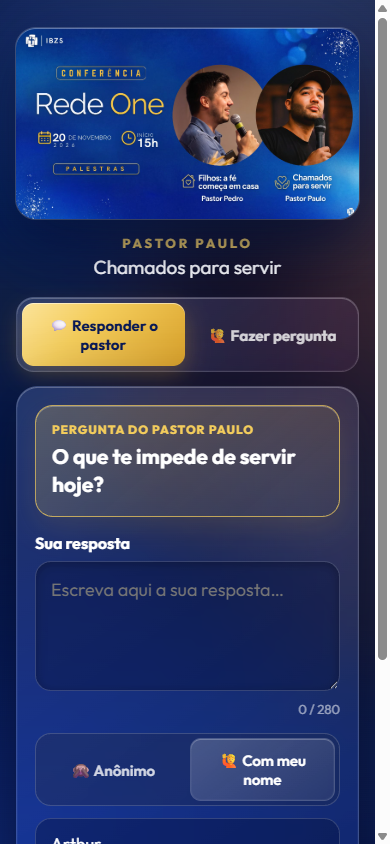 IBZS
CONFERÊNCIA
Rede One
20 DE NOVEMBRO
2026
INÍCIO
15h
PALESTRAS
Filhos: a fé
começa em casa
Pastor Pedro
Chamados
para servir
Pastor Paulo
PASTOR PAULO
Chamados para servir
Responder o
pastor
Fazer pergunta
PERGUNTA DO PASTOR PAULO
O que te impede de servir
hoje?
Sua resposta
Escreva aqui a sua resposta...
0 / 280
Anônimo
Com meu
nome
Arthur